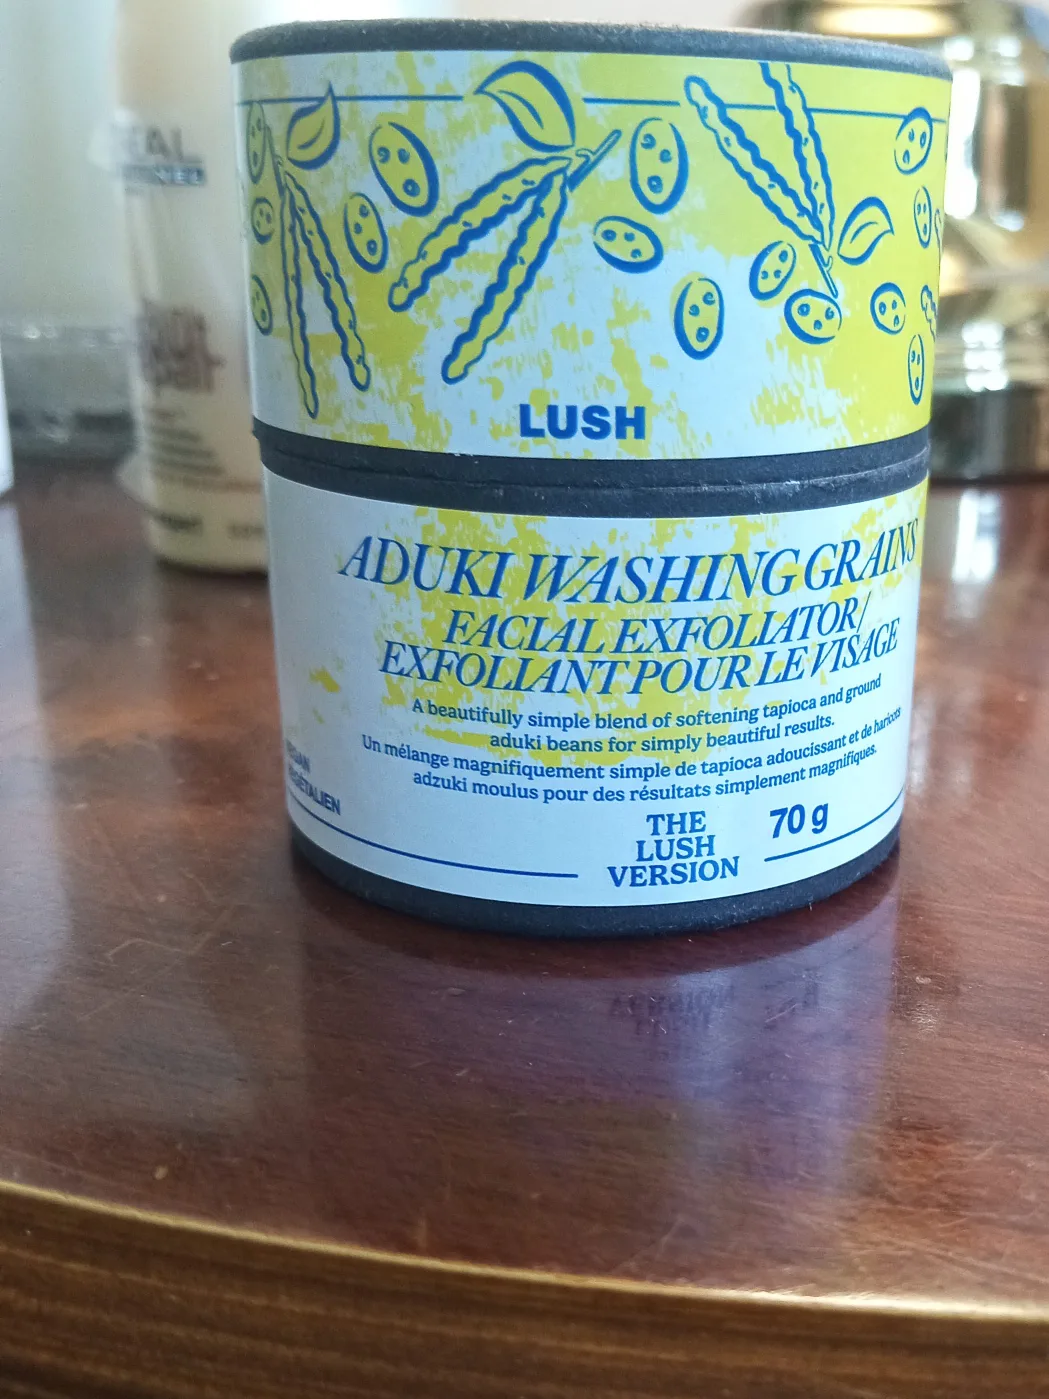 LUSH
ADUKI WASHING GRAINS
FACIAL EXFOLIATOR/
EXFOLIANT POUR LE VISAGE
A beautifully simple blend of softening tapioca and ground
aduki beans for simply beautiful results.
Un mélange magnifiquement simple de tapioca adoucissant et de haricots
adzuki moulus pour des résultats simplement magnifiques.
THE
LUSH
VERSION
70 g